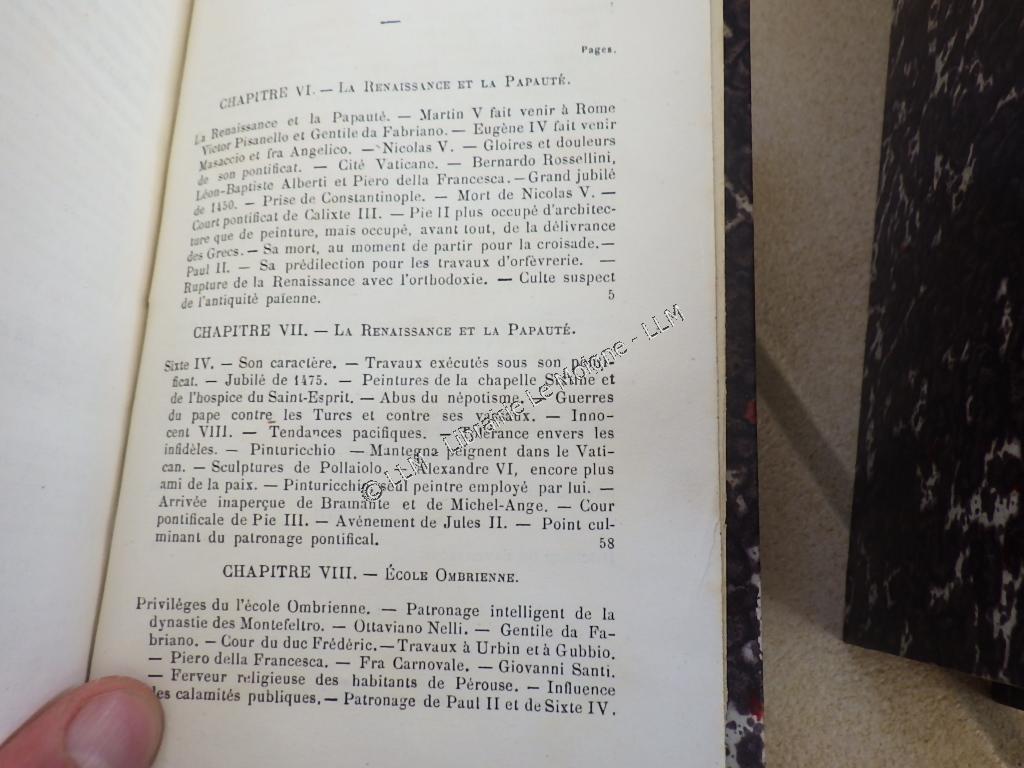 Pages.
CHAPITRE VI. — LA RENAISSANCE ET LA PAPAUTÉ.
La Renaissance et la Papauté. — Martin V fait venir à Rome
Victor Pisanello et Gentile da Fabriano. — Eugène IV fait venir
Masaccio et fra Angelico. — Nicolas V. — Gloires et douleurs
de son pontificat. — Cité Vaticane. — Bernardo Rossellini,
Léon-Baptiste Alberti et Piero della Francesca. — Grand jubilé
de 1450. — Prise de Constantinople. — Mort de Nicolas V. —
Court pontificat de Calixte III. — Pie II plus occupé d'architec-
ture que de peinture, mais occupé, avant tout, de la délivrance
des Grecs. — Sa mort, au moment de partir pour la croisade. —
Paul II. — Sa prédilection pour les travaux d'orfévrerie. —
Rupture de la Renaissance avec l'orthodoxie. — Culte suspect
de l'antiquité païenne. 5
CHAPITRE VII. — LA RENAISSANCE ET LA PAPAUTÉ.
Sixte IV. — Son caractère. — Travaux exécutés sous son ponti-
ficat. — Jubilé de 1475. — Peintures de la chapelle Sixtine et
de l'hospice du Saint-Esprit. — Abus du népotisme. — Guerres
du pape contre les Turcs et contre ses vassaux. — Inno-
cent VIII. — Tendances pacifiques. — Tolérance envers les
infidèles. — Pinturicchio — Mantegna peignent dans le Vati-
can. — Sculptures de Pollaiolo. — Alexandre VI, encore plus
ami de la paix. — Pinturicchio seul peintre employé par lui. —
Arrivée inaperçue de Bramante et de Michel-Ange. — Cour
pontificale de Pie III. — Avénement de Jules II. — Point cul-
minant du patronage pontifical. 58
CHAPITRE VIII. — ÉCOLE OMBRIENNE.
Priviléges du l'école Ombrienne. — Patronage intelligent de la
dynastie des Montefeltro. — Ottaviano Nelli. — Gentile da Fa-
briano. — Cour du duc Frédéric. — Travaux à Urbin et à Gubbio.
— Piero della Francesca. — Fra Carnovale. — Giovanni Santi.
— Ferveur religieuse des habitants de Pérouse. — Influence
des calamités publiques. — Patronage de Paul II et de Sixte IV.
© LLM - Librairie Le Moigne - LLM